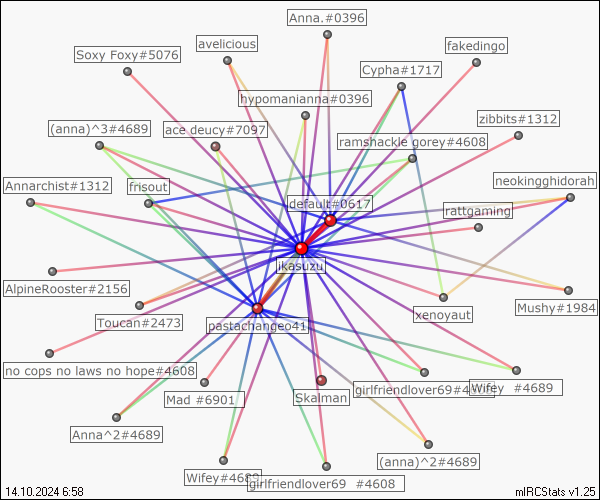 Anna.#0396
avelicious
fakedingo
Soxy Foxy#5076
Cypha#1717
hypomanianna#0396
zibbits#1312
(anna)^3#4689
ace deucy#7097
ramshackle gorey#4608
Annarchist#1312
frisout
neokingghidorah
default#0617
rattgaming
jkasuzu
AlpineRooster#2156
Toucan#2473
pastachangeo41
xenoyaut
Mushy#1984
no cops no laws no hope#4608
Mad #6901
Skalman
girlfriendlover69#4
Wifey #4689
Anna^2#4689
(anna)^2#4689
Wifey#4689
girlfriendlover69 #4608
14.10.2024 6:58
mIRCStats v1.25